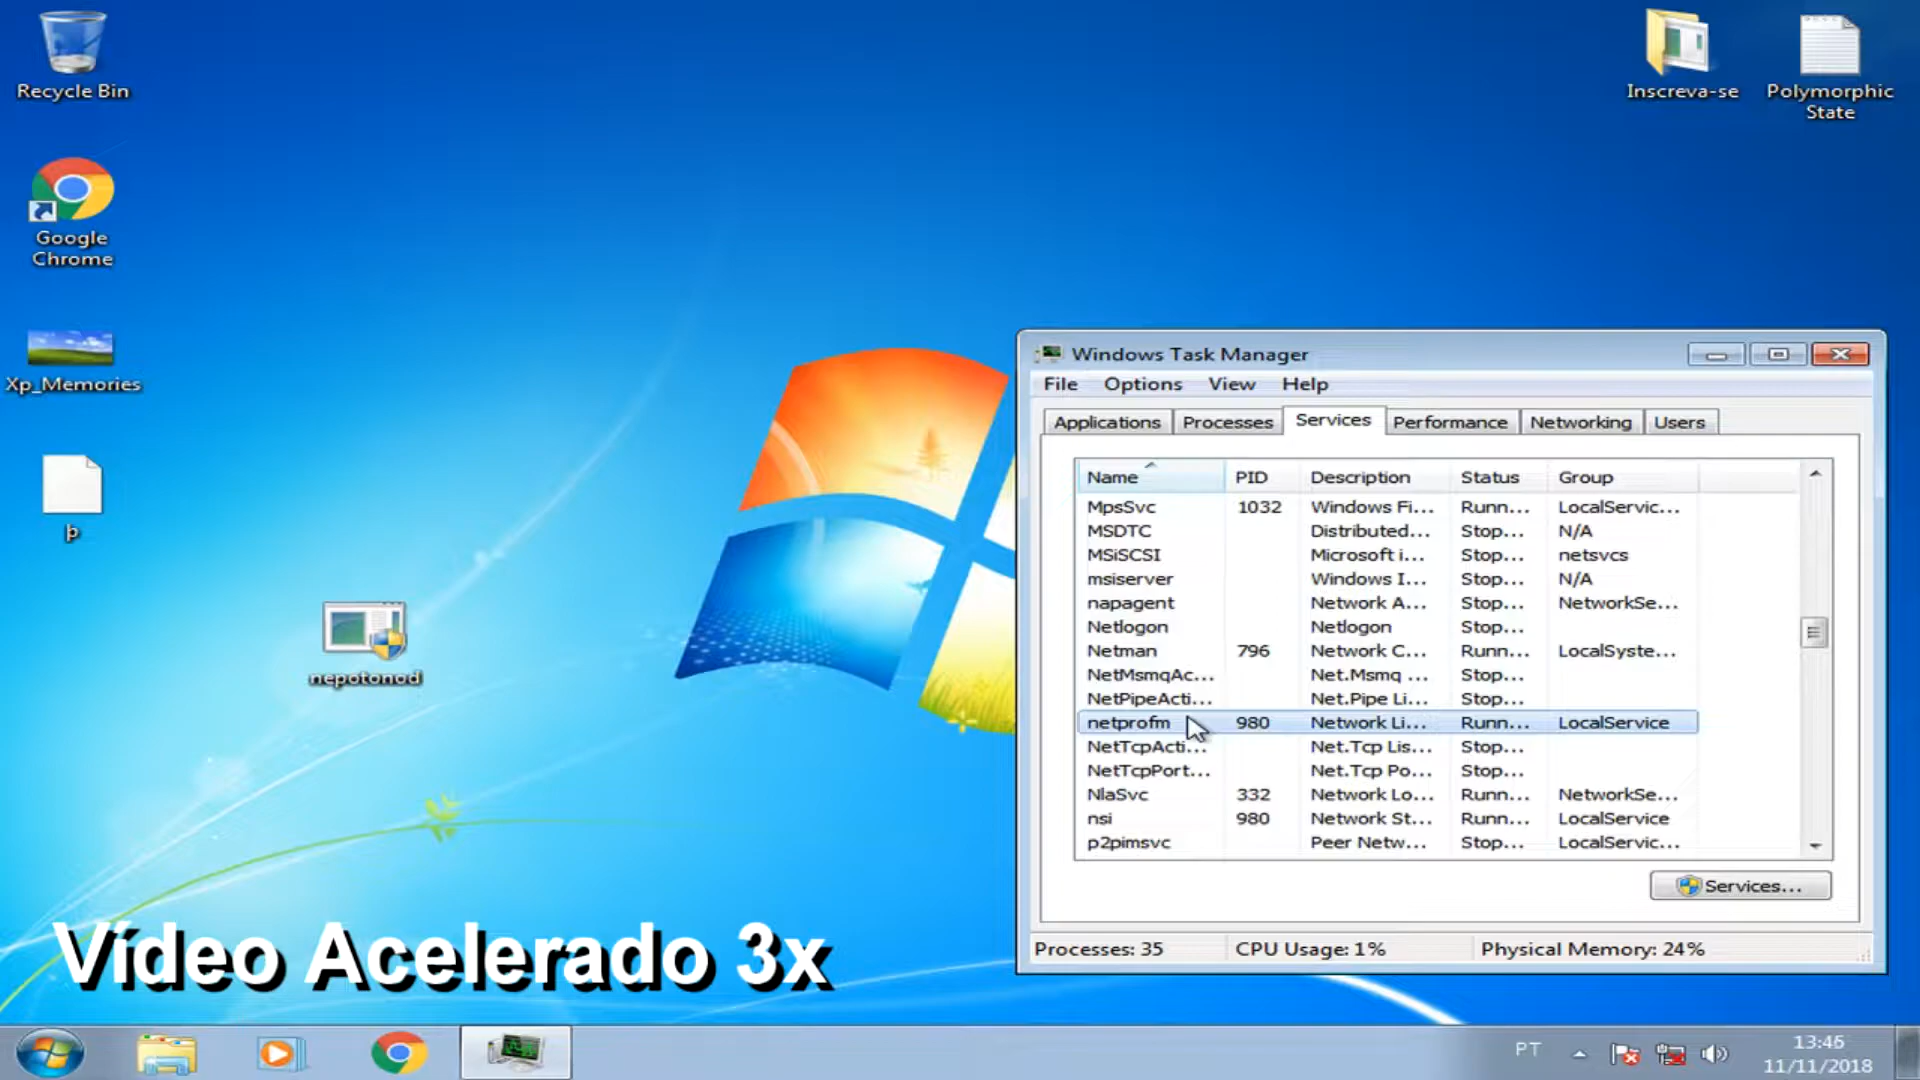 Recycle Bin
Inscreva-se
Polymorphic
State
Google
Chrome
Xp_Memories
þ
nepotonod
Windows Task Manager
File Options View Help
Applications Processes Services Performance Networking Users
Name PID Description Status Group
MpsSvc 1032 Windows Fi... Runn... LocalServic...
MSDTC Distributed... Stop... N/A
MSiSCSI Microsoft i... Stop... netsvcs
msiserver Windows I... Stop... N/A
napagent Network A... Stop... NetworkSe...
Netlogon Netlogon Stop...
Netman 796 Network C... Runn... LocalSyste...
NetMsmqAc... Net.Msmq ... Stop...
NetPipeActi... Net.Pipe Li... Stop...
netprofm 980 Network Li... Runn... LocalService
NetTcpActi... Net.Tcp Lis... Stop...
NetTcpPort... Net.Tcp Po... Stop...
NlaSvc 332 Network Lo... Runn... NetworkSe...
nsi 980 Network St... Runn... LocalService
p2pimsvc Peer Netw... Stop... LocalServic...
Services...
Processes: 35 CPU Usage: 1% Physical Memory: 24%
Vídeo Acelerado 3x
PT
13:46
11/11/2018